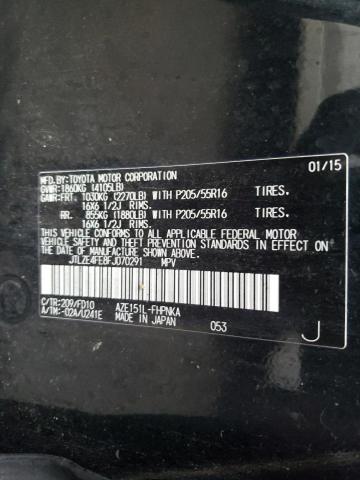 MFD.BY:TOYOTA MOTOR CORPORATION 01/15
GVWR:1860KG (4105LB)
GAWR:FRT. 1030KG (2270LB) WITH P205/55R16 TIRES.
16X6 1/2J RIMS.
RR. 855KG (1880LB) WITH P205/55R16 TIRES.
16X6 1/2J RIMS.
THIS VEHICLE CONFORMS TO ALL APPLICABLE FEDERAL MOTOR
VEHICLE SAFETY AND THEFT PREVENTION STANDARDS IN EFFECT ON
THE DATE OF MANUFACTURE SHOWN ABOVE.
JTLZE4FE8FJ070291 MPV
C/TR:209/FD10 AZE151L-FHPNKA
A/TM:-02A/U241E MADE IN JAPAN 053 J